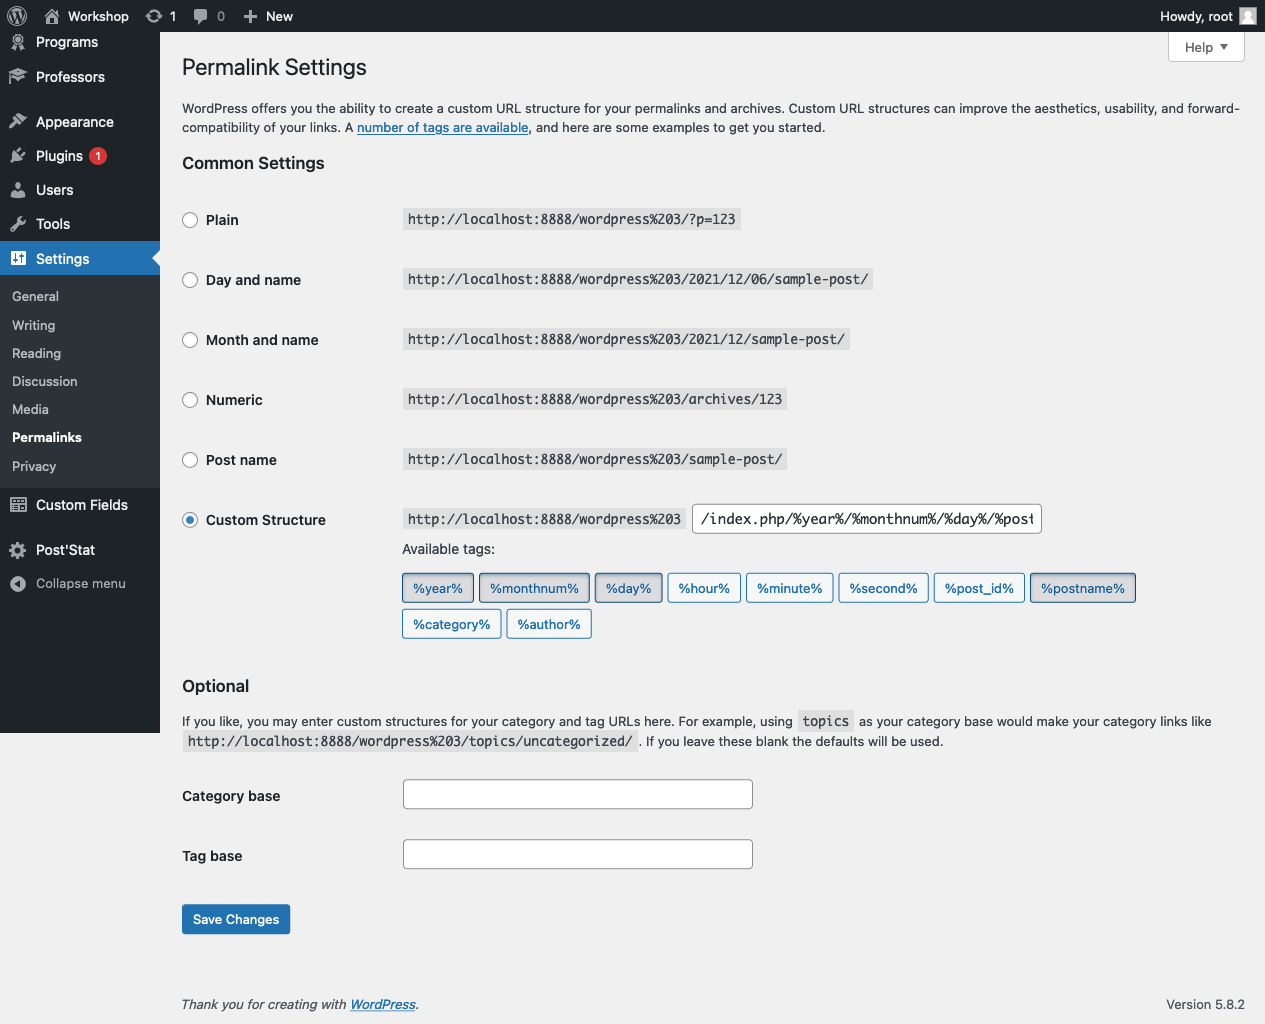 Workshop 1 0 New Howdy, root
Programs
Professors
Appearance
Plugins 1
Users
Tools
Settings
General
Writing
Reading
Discussion
Media
Permalinks
Privacy
Custom Fields
Post'Stat
Collapse menu
Help
Permalink Settings
WordPress offers you the ability to create a custom URL structure for your permalinks and archives. Custom URL structures can improve the aesthetics, usability, and forward-
compatibility of your links. A number of tags are available, and here are some examples to get you started.
Common Settings
Plain http://localhost:8888/wordpress%203/?p=123
Day and name http://localhost:8888/wordpress%203/2021/12/06/sample-post/
Month and name http://localhost:8888/wordpress%203/2021/12/sample-post/
Numeric http://localhost:8888/wordpress%203/archives/123
Post name http://localhost:8888/wordpress%203/sample-post/
Custom Structure http://localhost:8888/wordpress%203 /index.php/%year%/%monthnum%/%day%/%post
Available tags:
%year% %monthnum% %day% %hour% %minute% %second% %post_id% %postname%
%category% %author%
Optional
If you like, you may enter custom structures for your category and tag URLs here. For example, using topics as your category base would make your category links like
http://localhost:8888/wordpress%203/topics/uncategorized/ . If you leave these blank the defaults will be used.
Category base
Tag base
Save Changes
Thank you for creating with WordPress. Version 5.8.2